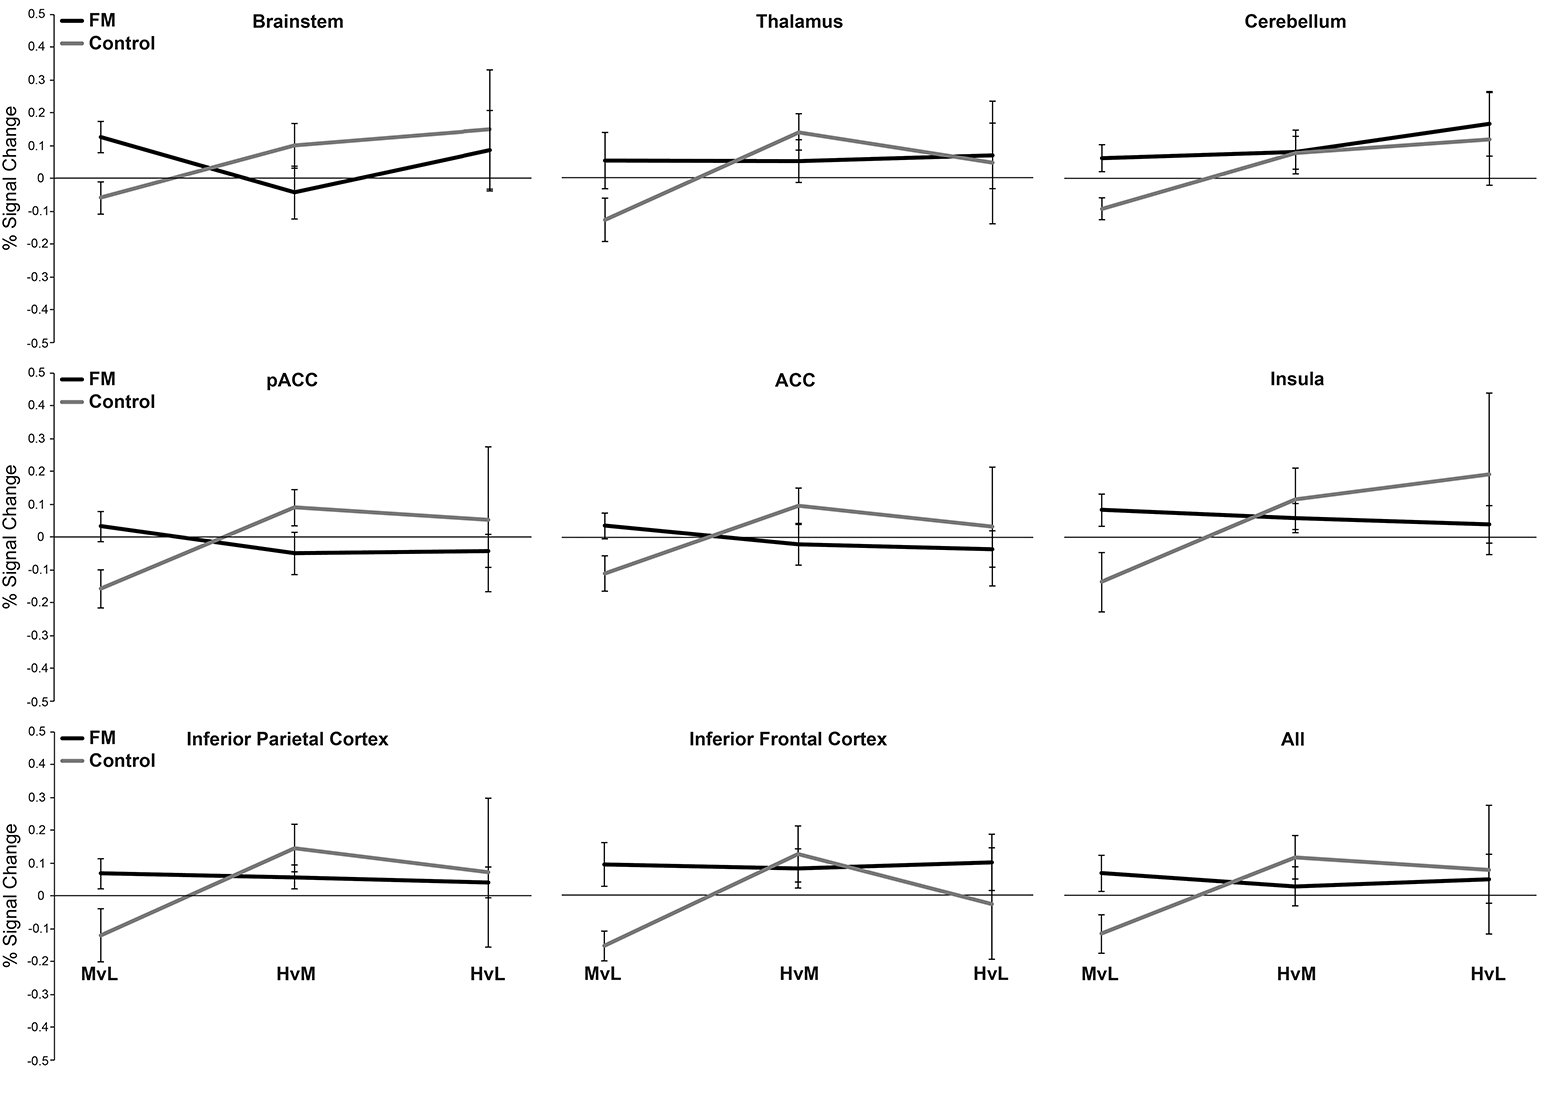 FM
Control
Brainstem
Thalamus
Cerebellum
% Signal Change
0.5
0.4
0.3
0.2
0.1
0
-0.1
-0.2
-0.3
-0.4
-0.5
FM
Control
pACC
ACC
Insula
% Signal Change
0.5
0.4
0.3
0.2
0.1
0
-0.1
-0.2
-0.3
-0.4
-0.5
FM
Control
Inferior Parietal Cortex
Inferior Frontal Cortex
All
% Signal Change
0.5
0.4
0.3
0.2
0.1
0
-0.1
-0.2
-0.3
-0.4
-0.5
MvL HvM HvL
MvL HvM HvL
MvL HvM HvL